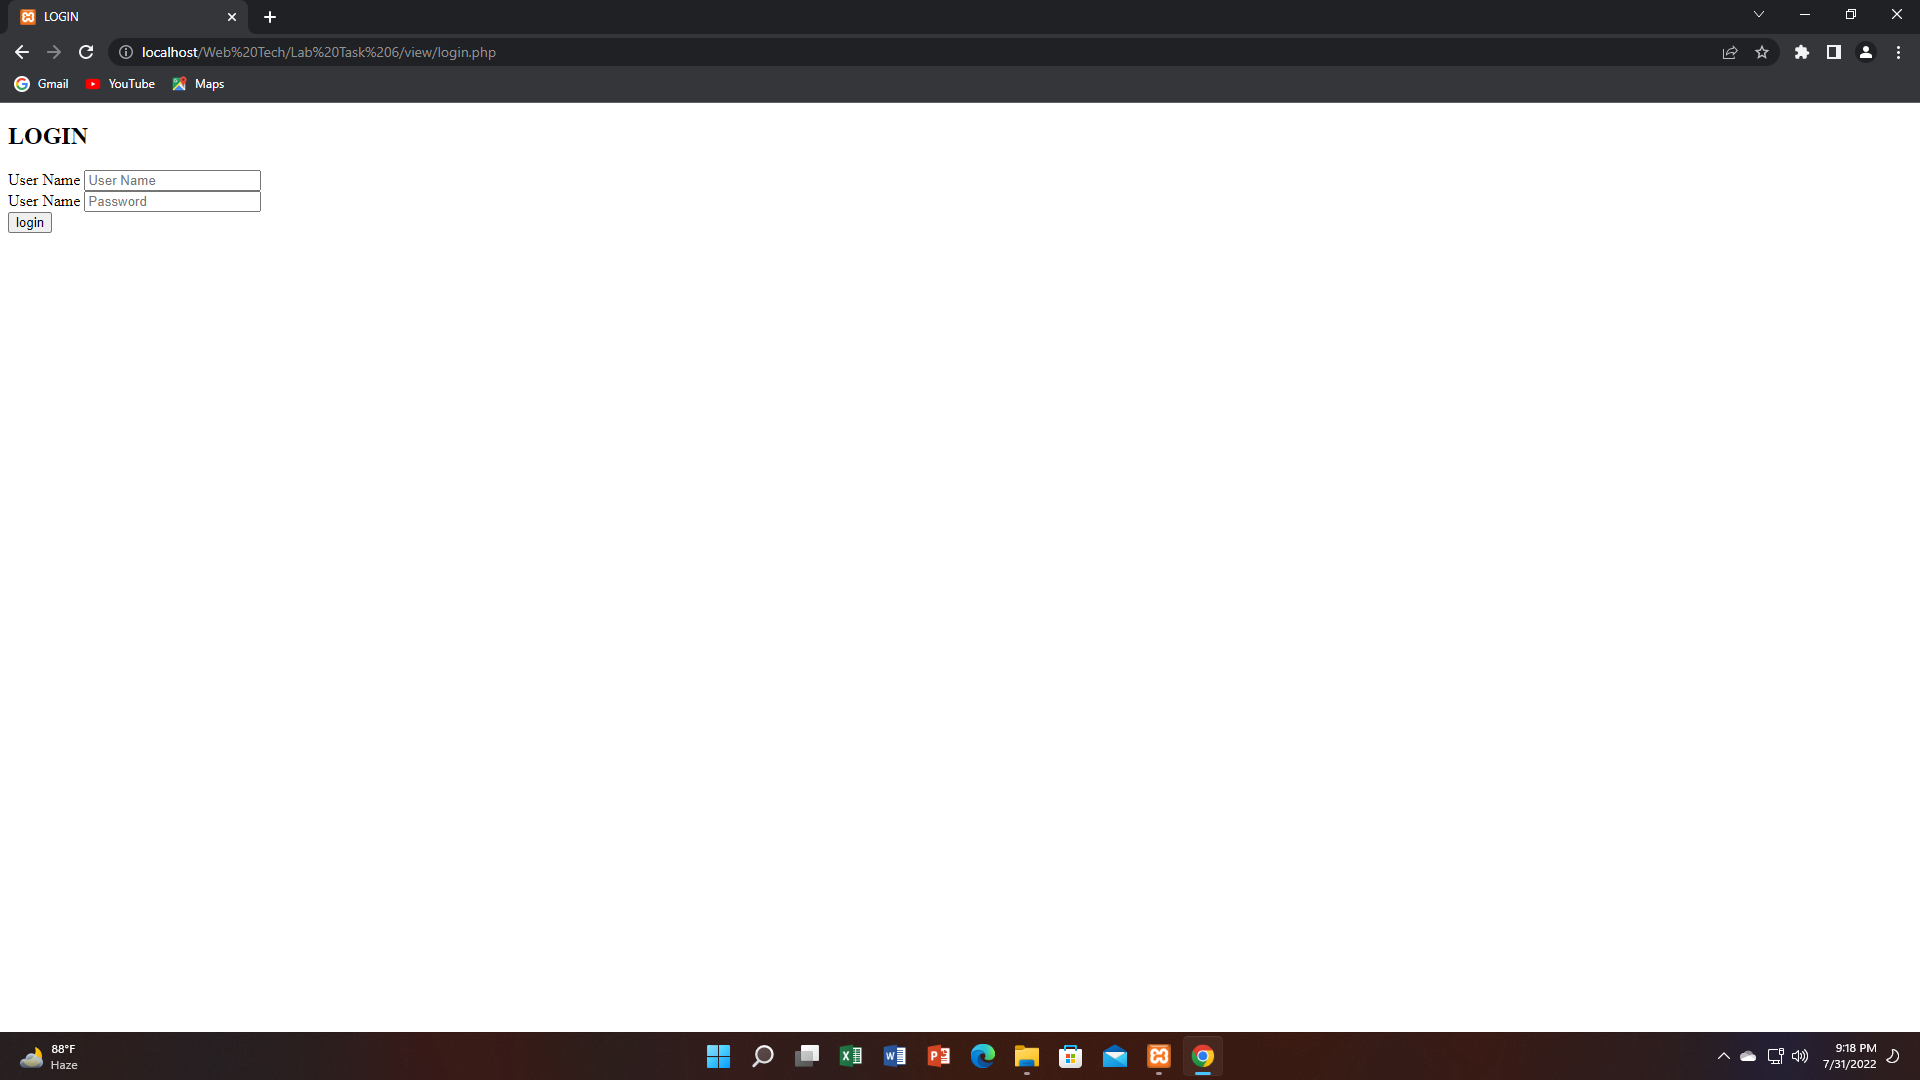 LOGIN
localhost/Web%20Tech/Lab%20Task%206/view/login.php
Gmail YouTube Maps
LOGIN
User Name User Name
User Name Password
login
88°F
Haze
9:18 PM
7/31/2022